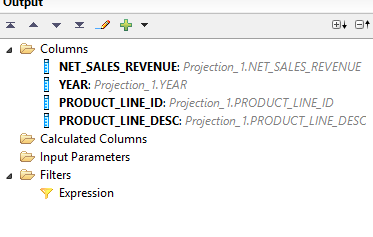 Output
Columns
NET_SALES_REVENUE: Projection_1.NET_SALES_REVENUE
YEAR: Projection_1.YEAR
PRODUCT_LINE_ID: Projection_1.PRODUCT_LINE_ID
PRODUCT_LINE_DESC: Projection_1.PRODUCT_LINE_DESC
Calculated Columns
Input Parameters
Filters
Expression